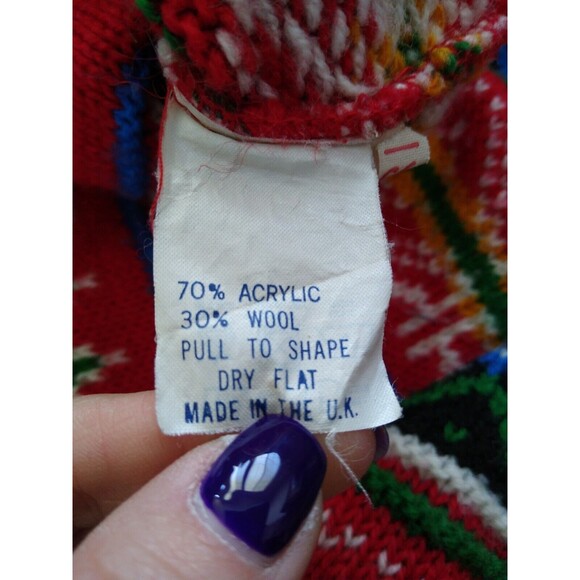 70% ACRYLIC
30% WOOL
PULL TO SHAPE
DRY FLAT
MADE IN THE U.K.